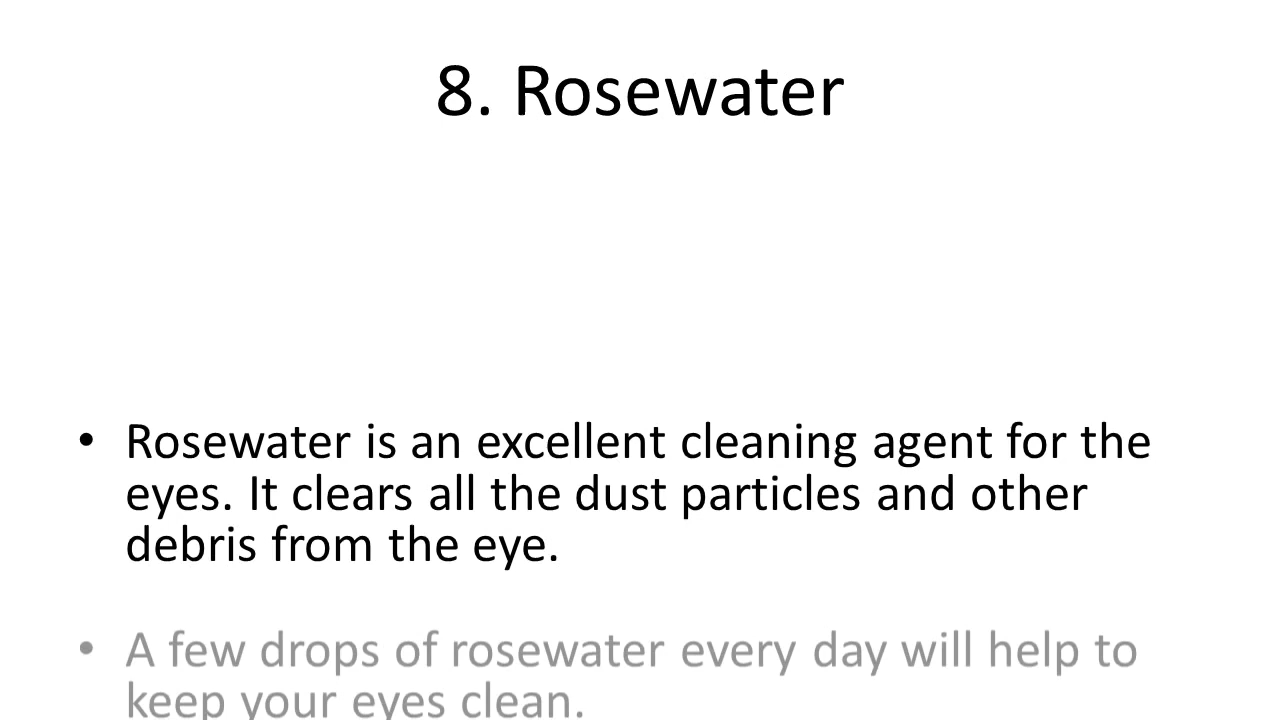 8. Rosewater
• Rosewater is an excellent cleaning agent for the
eyes. It clears all the dust particles and other
debris from the eye.
• A few drops of rosewater every day will help to
keep your eyes clean.